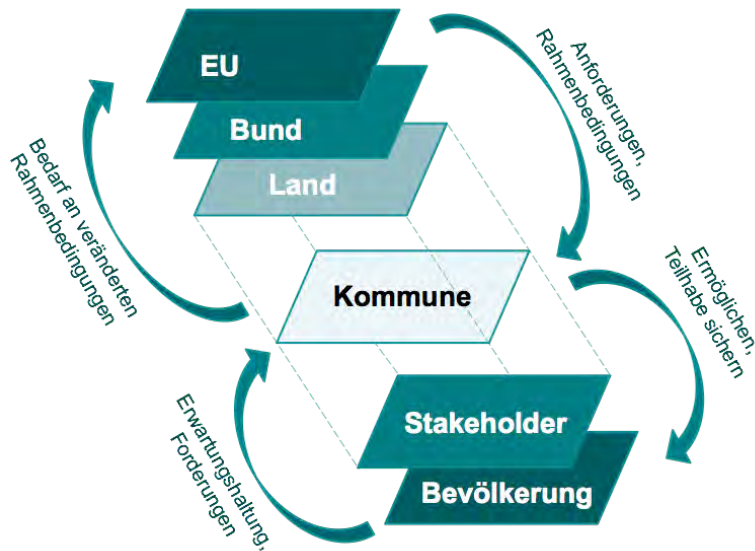 EU
Bund
Land
Kommune
Stakeholder
Bevölkerung
Anforderungen,
Rahmenbedingungen
Ermöglichen,
Teilhabe sichern
Bedarf an veränderten
Rahmenbedingungen
Erwartungshaltung,
Forderungen